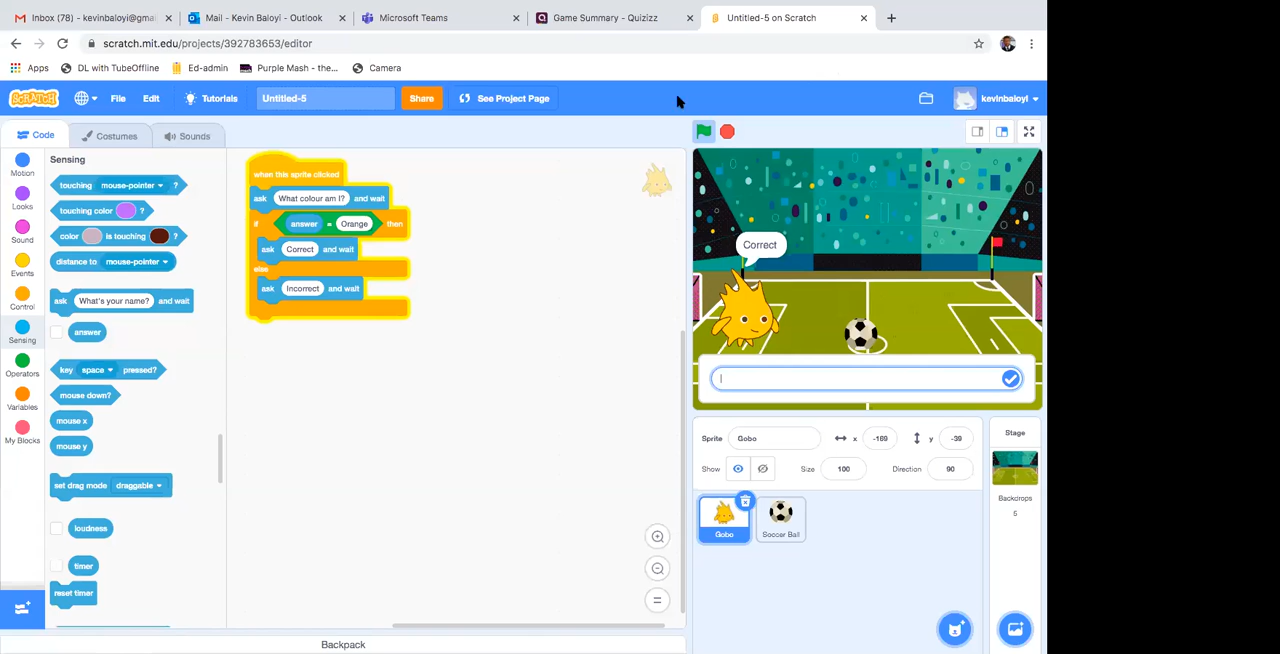 Inbox (78) - kevinbaloyi@gma
Mail - Kevin Baloyi - Outlook
Microsoft Teams
Game Summary - Quizizz
Untitled-5 on Scratch
scratch.mit.edu/projects/392783653/editor
Apps
DL with TubeOffline
Ed-admin
Purple Mash - the...
Camera
SCRATCH
File
Edit
Tutorials
Untitled-5
Share
See Project Page
kevinbaloyi
Code
Costumes
Sounds
Motion
Looks
Sound
Events
Control
Sensing
Operators
Variables
My Blocks
Sensing
touching mouse-pointer ?
touching color ?
color is touching ?
distance to mouse-pointer
ask What's your name? and wait
answer
key space pressed?
mouse down?
mouse x
mouse y
set drag mode draggable
loudness
timer
reset timer
when this sprite clicked
ask What colour am I? and wait
if answer = Orange then
ask Correct and wait
else
ask Incorrect and wait
Backpack
Correct
Sprite Gobo x -169 y -39
Show Size 100 Direction 90
Gobo
Soccer Ball
Stage
Backdrops
5